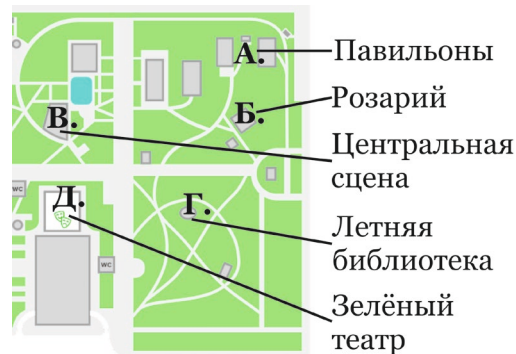 А.
Павильоны
Б.
Розарий
В.
Центральная
сцена
Г.
Летняя
библиотека
Д.
Зелёный
театр
WC
WC